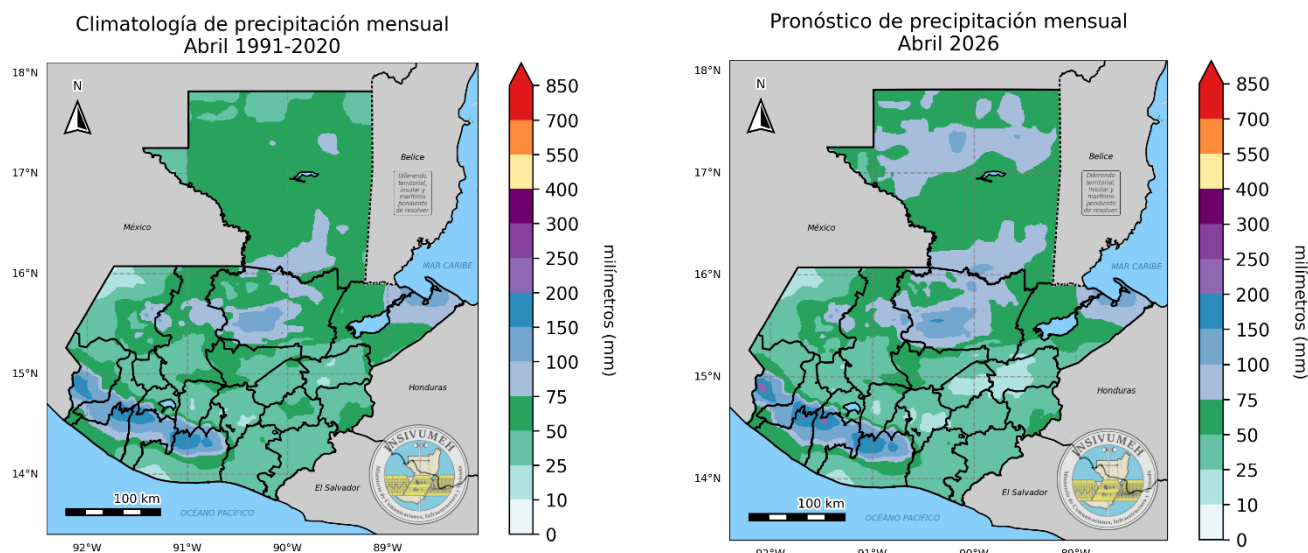 Climatología de precipitación mensual
Abril 1991-2020
18°N
17°N
16°N
15°N
14°N
92°W
91°W
90°W
89°W
N
México
Belice
Diferendo
territorial,
insular y
marítimo
pendiente
de resolver.
MAR CARIBE
Honduras
El Salvador
OCÉANO PACÍFICO
100 km
INSIVUMEH
850
700
550
400
300
250
200
150
100
75
50
25
10
0
milímetros (mm)
Pronóstico de precipitación mensual
Abril 2026
18°N
17°N
16°N
15°N
14°N
92°W
91°W
90°W
89°W
N
México
Belice
Diferendo
territorial,
insular y
marítimo
pendiente
de resolver.
MAR CARIBE
Honduras
El Salvador
OCÉANO PACÍFICO
100 km
INSIVUMEH
850
700
550
400
300
250
200
150
100
75
50
25
10
0
milímetros (mm)